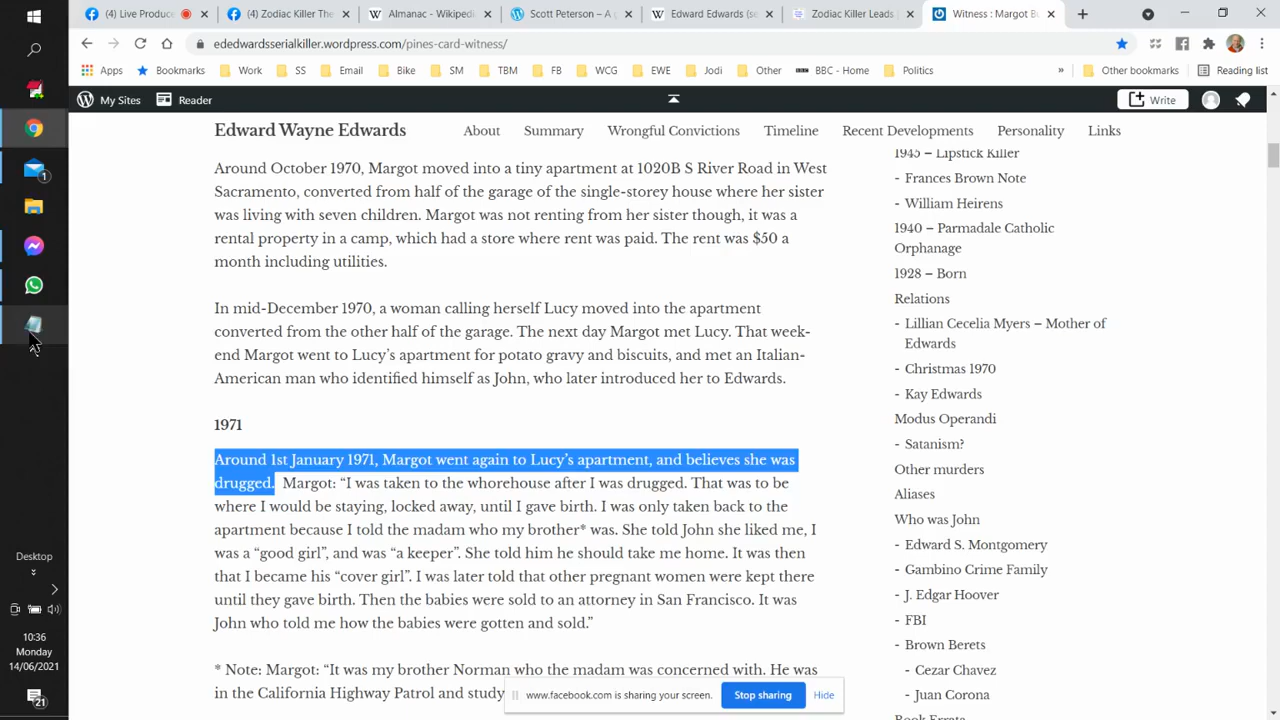 (4) Live Produce
(4) Zodiac Killer The
Almanac - Wikiped
Scott Peterson – A
Edward Edwards (se
Zodiac Killer Leads
Witness : Margot B
ededwardsserialkiller.wordpress.com/pines-card-witness/
Apps
Bookmarks
Work
SS
Email
Bike
SM
TBM
FB
WCG
EWE
Jodi
Other
BBC - Home
Politics
»
Other bookmarks
Reading list
My Sites
Reader
Write
Edward Wayne Edwards
About
Summary
Wrongful Convictions
Timeline
Recent Developments
Personality
Links
Around October 1970, Margot moved into a tiny apartment at 1020B S River Road in West
Sacramento, converted from half of the garage of the single-storey house where her sister
was living with seven children. Margot was not renting from her sister though, it was a
rental property in a camp, which had a store where rent was paid. The rent was $50 a
month including utilities.
In mid-December 1970, a woman calling herself Lucy moved into the apartment
converted from the other half of the garage. The next day Margot met Lucy. That week-
end Margot went to Lucy’s apartment for potato gravy and biscuits, and met an Italian-
American man who identified himself as John, who later introduced her to Edwards.
1971
Around 1st January 1971, Margot went again to Lucy’s apartment, and believes she was
drugged. Margot: “I was taken to the whorehouse after I was drugged. That was to be
where I would be staying, locked away, until I gave birth. I was only taken back to the
apartment because I told the madam who my brother* was. She told John she liked me, I
was a “good girl”, and was “a keeper”. She told him he should take me home. It was then
that I became his “cover girl”. I was later told that other pregnant women were kept there
until they gave birth. Then the babies were sold to an attorney in San Francisco. It was
John who told me how the babies were gotten and sold.”
* Note: Margot: “It was my brother Norman who the madam was concerned with. He was
in the California Highway Patrol and study
1945 – Lipstick Killer
- Frances Brown Note
- William Heirens
1940 – Parmadale Catholic
Orphanage
1928 – Born
Relations
- Lillian Cecelia Myers – Mother of
Edwards
- Christmas 1970
- Kay Edwards
Modus Operandi
- Satanism?
Other murders
Aliases
Who was John
- Edward S. Montgomery
- Gambino Crime Family
- J. Edgar Hoover
- FBI
- Brown Berets
- Cezar Chavez
- Juan Corona
Book Errata
www.facebook.com is sharing your screen.
Stop sharing
Hide
1
Desktop
10:36
Monday
14/06/2021
21